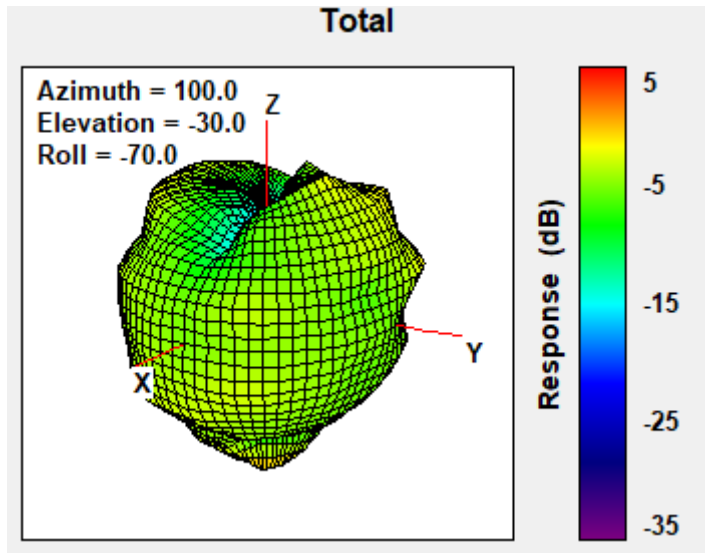 Total
Azimuth = 100.0
Elevation = -30.0
Roll = -70.0
Z
X
Y
5
-5
-15
-25
-35
Response (dB)